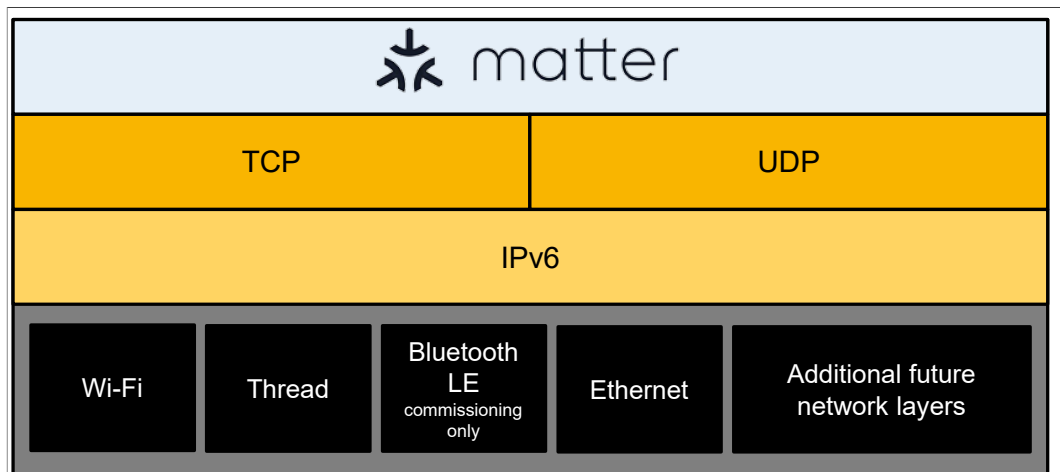 matter
TCP
UDP
IPv6
Wi-Fi
Thread
Bluetooth
LE
commissioning
only
Ethernet
Additional future
network layers